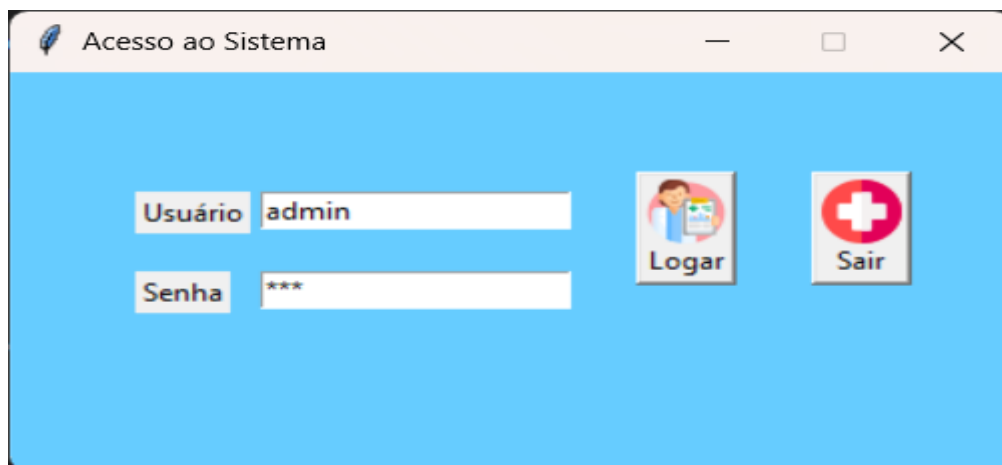 Acesso ao Sistema
Usuário admin
Senha ***
Logar
Sair